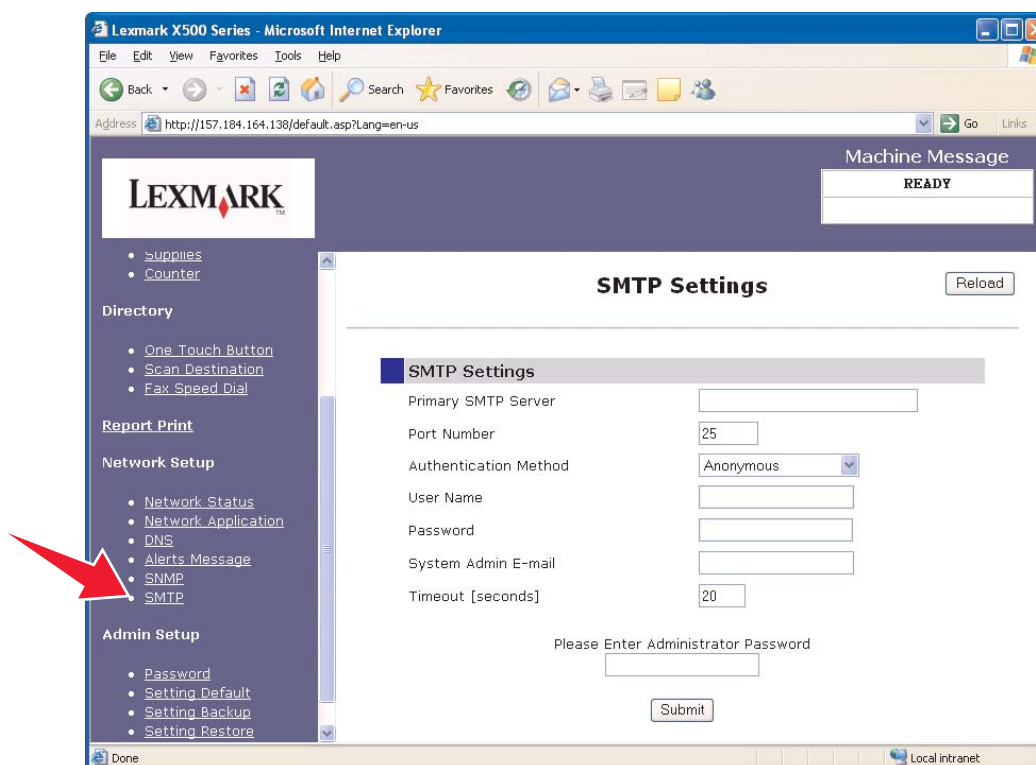 Lexmark X500 Series - Microsoft Internet Explorer
File Edit View Favorites Tools Help
Back Search Favorites
Address http://157.184.164.138/default.asp?Lang=en-us Go Links
Machine Message
READY
LEXMARK TM
Supplies
Counter
Directory
One Touch Button
Scan Destination
Fax Speed Dial
Report Print
Network Setup
Network Status
Network Application
DNS
Alerts Message
SNMP
SMTP
Admin Setup
Password
Setting Default
Setting Backup
Setting Restore
SMTP Settings Reload
SMTP Settings
Primary SMTP Server
Port Number 25
Authentication Method Anonymous
User Name
Password
System Admin E-mail
Timeout [seconds] 20
Please Enter Administrator Password
Submit
Done Local intranet